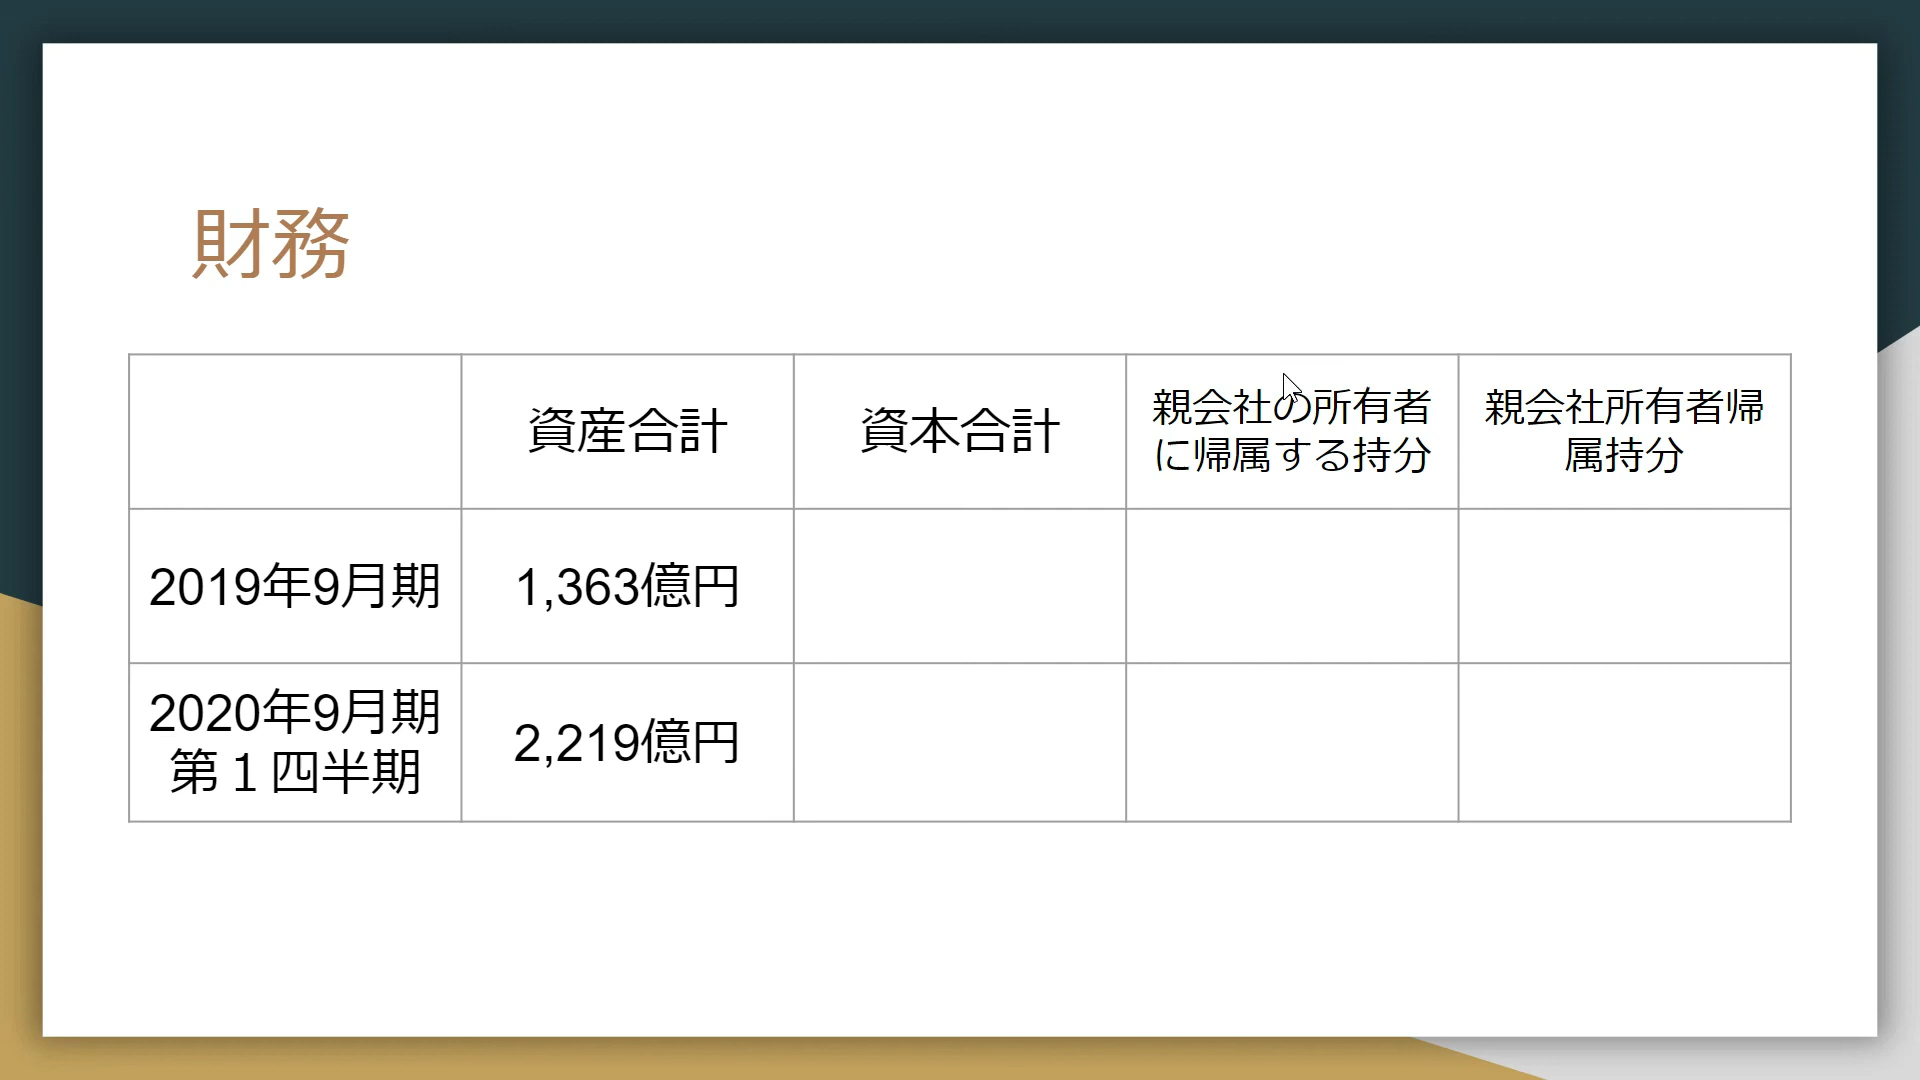 財務
資産合計
資本合計
親会社の所有者
に帰属する持分
親会社所有者帰
属持分
2019年9月期
1,363億円
2020年9月期
第１四半期
2,219億円